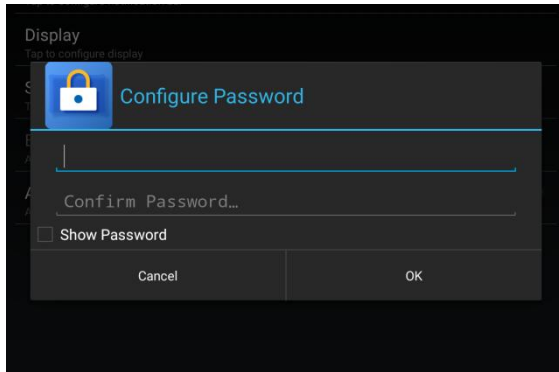 Display
Tap to configure display
Configure Password
Confirm Password…
Show Password
Cancel
OK